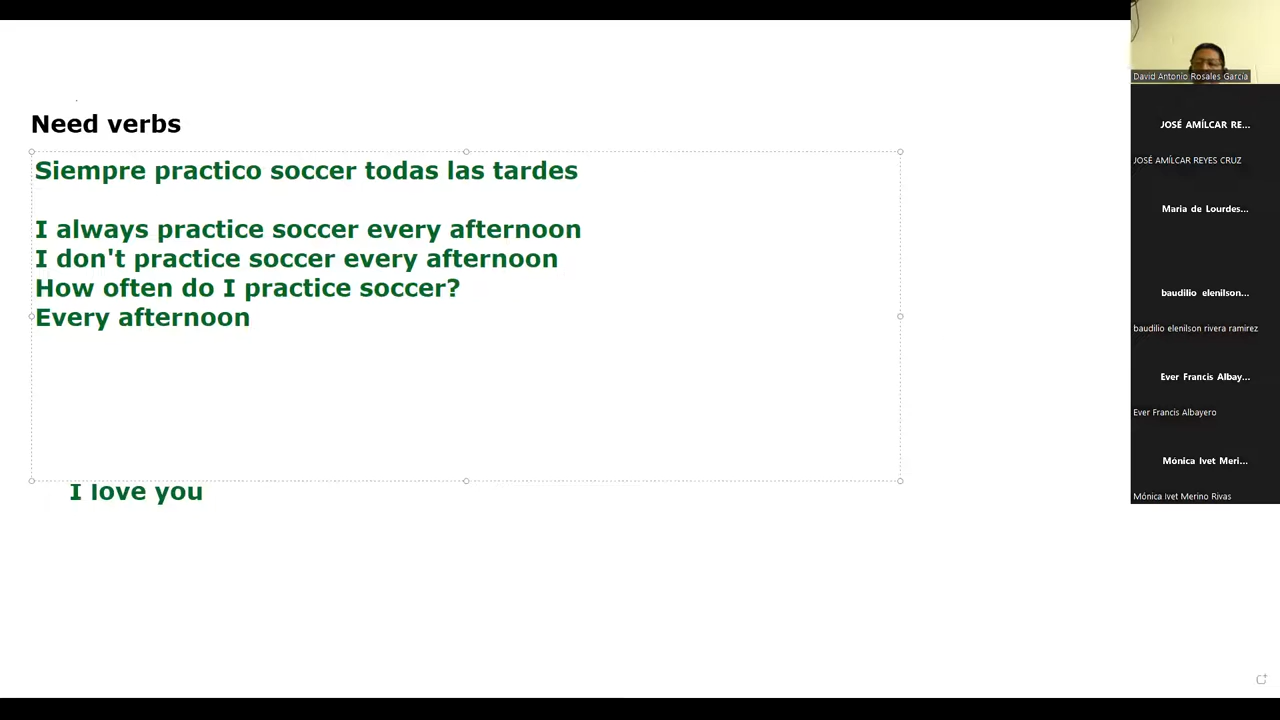 Need verbs
Siempre practico soccer todas las tardes
I always practice soccer every afternoon
I don't practice soccer every afternoon
How often do I practice soccer?
Every afternoon
I love you
David Antonio Rosales García
JOSÉ AMÍLCAR RE...
JOSÉ AMÍLCAR REYES CRUZ
Maria de Lourdes...
baudilio elenilson...
baudilio elenilson rivera ramirez
Ever Francis Albay...
Ever Francis Albayero
Mónica Ivet Meri...
Mónica Ivet Merino Rivas